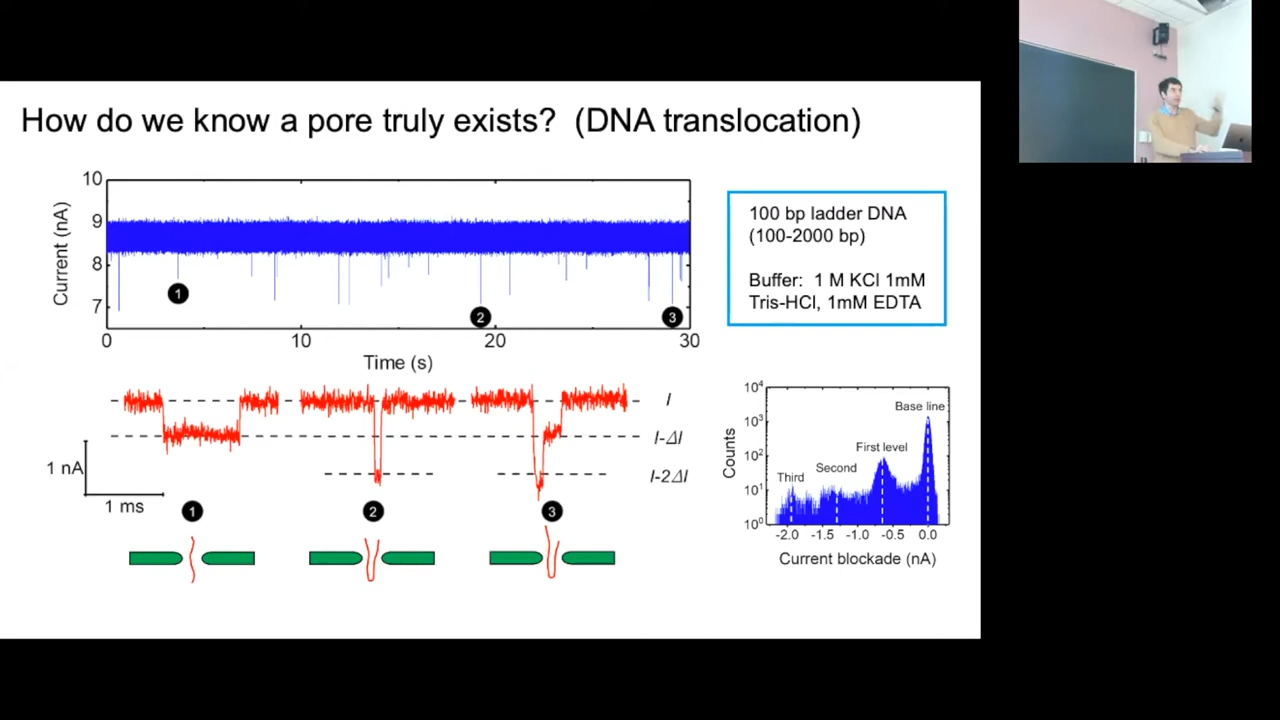 How do we know a pore truly exists? (DNA translocation)
10
9
8
7
Current (nA)
1
2
3
0
10
20
30
Time (s)
100 bp ladder DNA
(100-2000 bp)
Buffer: 1 M KCl 1mM
Tris-HCl, 1mM EDTA
I
I-ΔI
I-2ΔI
1 nA
1 ms
1
2
3
10⁴
10³
10²
10¹
10⁰
Counts
Base line
First level
Second
Third
-2.0
-1.5
-1.0
-0.5
0.0
Current blockade (nA)